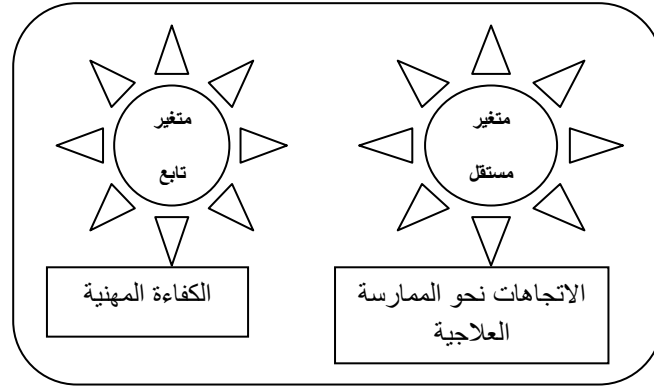 متغير
مستقل
الاتجاهات نحو الممارسة
العلاجية
متغير
تابع
الكفاءة المهنية